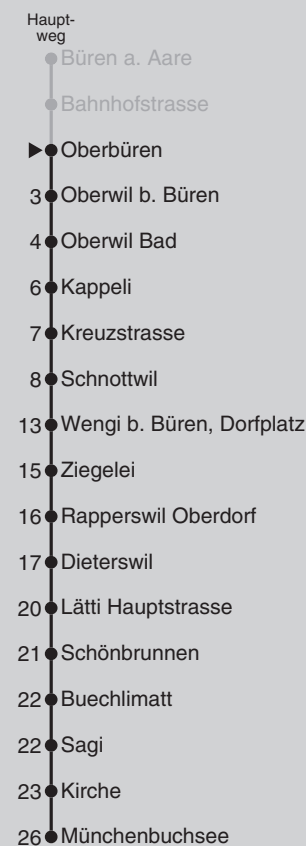 Haupt-
weg
Büren a. Aare
Bahnhofstrasse
Oberbüren
3 Oberwil b. Büren
4 Oberwil Bad
6 Kappeli
7 Kreuzstrasse
8 Schnottwil
13 Wengi b. Büren, Dorfplatz
15 Ziegelei
16 Rapperswil Oberdorf
17 Dieterswil
20 Lätti Hauptstrasse
21 Schönbrunnen
22 Buechlimatt
22 Sagi
23 Kirche
26 Münchenbuchsee